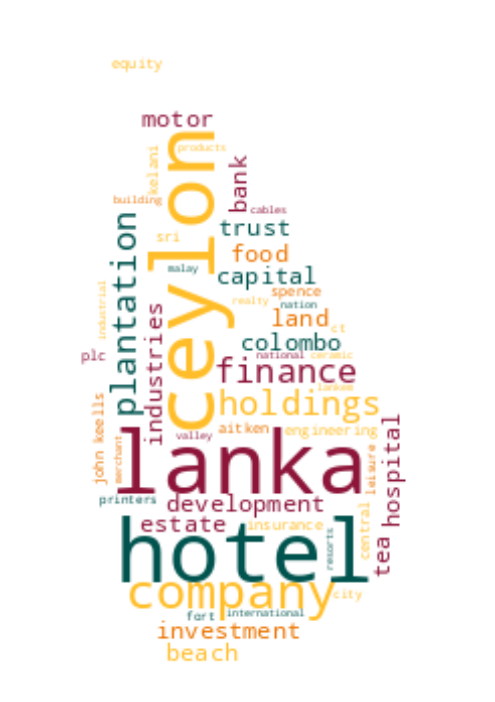 equity
motor
products
kelani
bank
building
cables
ceylon
plantation
trust
sri
food
malay
capital
spence
industrial
realty
nation
land
ct
industries
colombo
plc
national
ceramic
finance
lankem
john keells
holdings
aitken
engineering
valley
merchant
lanka
hospital
leisure
printers
development
estate
insurance
central
resorts
tea
hotel
company
city
fort
international
investment
beach